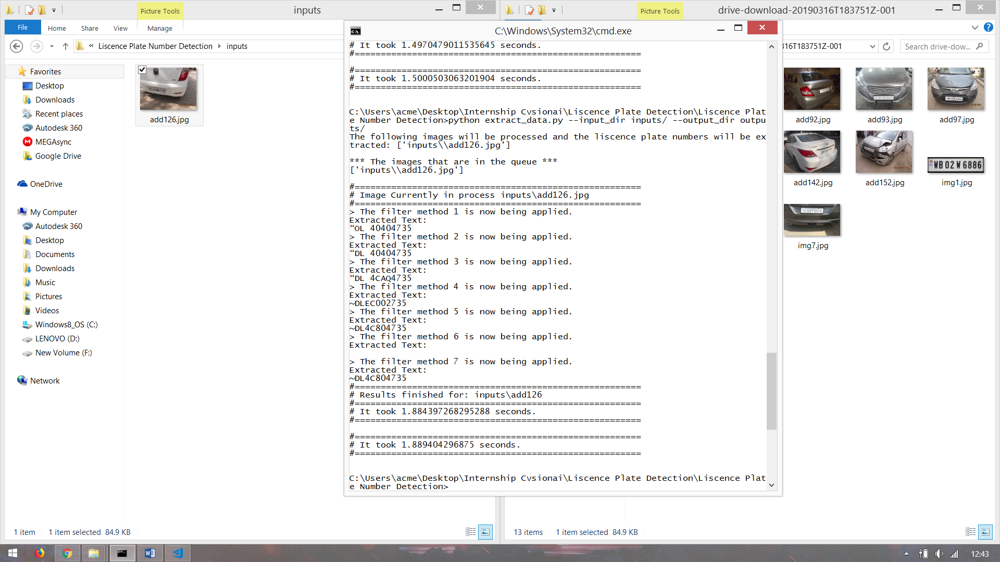 Picture Tools
inputs
File
Home
Share
View
Manage
« Liscence Plate Number Detection
inputs
Favorites
Desktop
Downloads
Recent places
Autodesk 360
MEGAsync
Google Drive
OneDrive
My Computer
Autodesk 360
Desktop
Documents
Downloads
Music
Pictures
Videos
Windows8_OS (C:)
LENOVO (D:)
New Volume (F:)
Network
add126.jpg
1 item
1 item selected 84.9 KB
C:\Windows\System32\cmd.exe
# It took 1.4970479011535645 seconds.
#=======================================================
#=======================================================
# It took 1.5000503063201904 seconds.
#=======================================================
C:\Users\acme\Desktop\Internship Cvsionai\Liscence Plate Detection\Liscence Plat
e Number Detection>python extract_data.py --input_dir inputs/ --output_dir outpu
ts/
The following images will be processed and the liscence plate numbers will be ex
tracted: ['inputs\\add126.jpg']
*** The images that are in the queue ***
['inputs\\add126.jpg']
#=======================================================
# Image Currently in process inputs\add126.jpg
#=======================================================
> The filter method 1 is now being applied.
Extracted Text:
“OL 40404735
> The filter method 2 is now being applied.
Extracted Text:
“DL 40404735
> The filter method 3 is now being applied.
Extracted Text:
“DL 4CAQ4735
> The filter method 4 is now being applied.
Extracted Text:
~DLEC002735
> The filter method 5 is now being applied.
Extracted Text:
~DL4C804735
> The filter method 6 is now being applied.
Extracted Text:
> The filter method 7 is now being applied.
Extracted Text:
~DL4C804735
#=======================================================
# Results finished for: inputs\add126
#=======================================================
# It took 1.884397268295288 seconds.
#=======================================================
#=======================================================
# It took 1.889404296875 seconds.
#=======================================================
C:\Users\acme\Desktop\Internship Cvsionai\Liscence Plate Detection\Liscence Plat
e Number Detection>
Picture Tools
drive-download-20190316T183751Z-001
316T183751Z-001
Search drive-dow...
add92.jpg
add93.jpg
add97.jpg
add142.jpg
add152.jpg
WB 02 W 6886
img1.jpg
img7.jpg
13 items
1 item selected 84.9 KB
12:43